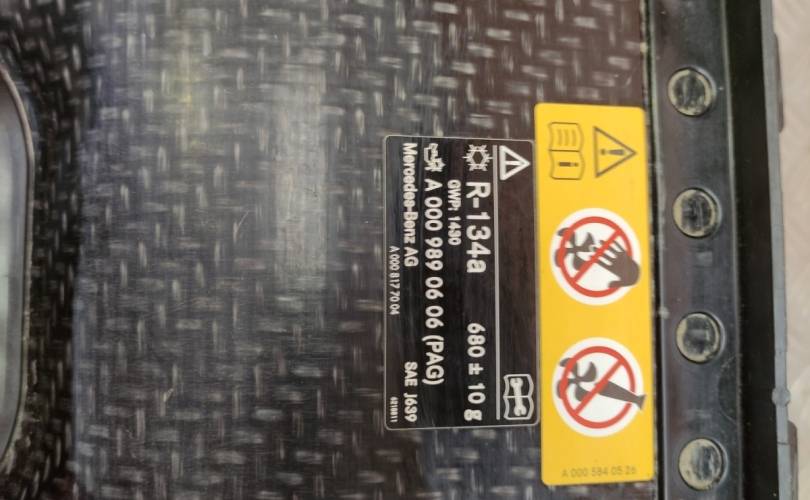 R-134a 680 ± 10 g
GWP: 1430
A 000 989 06 06 (PAG)
Mercedes-Benz AG SAE J639
A 000 817 70 04
A 000 584 05 26